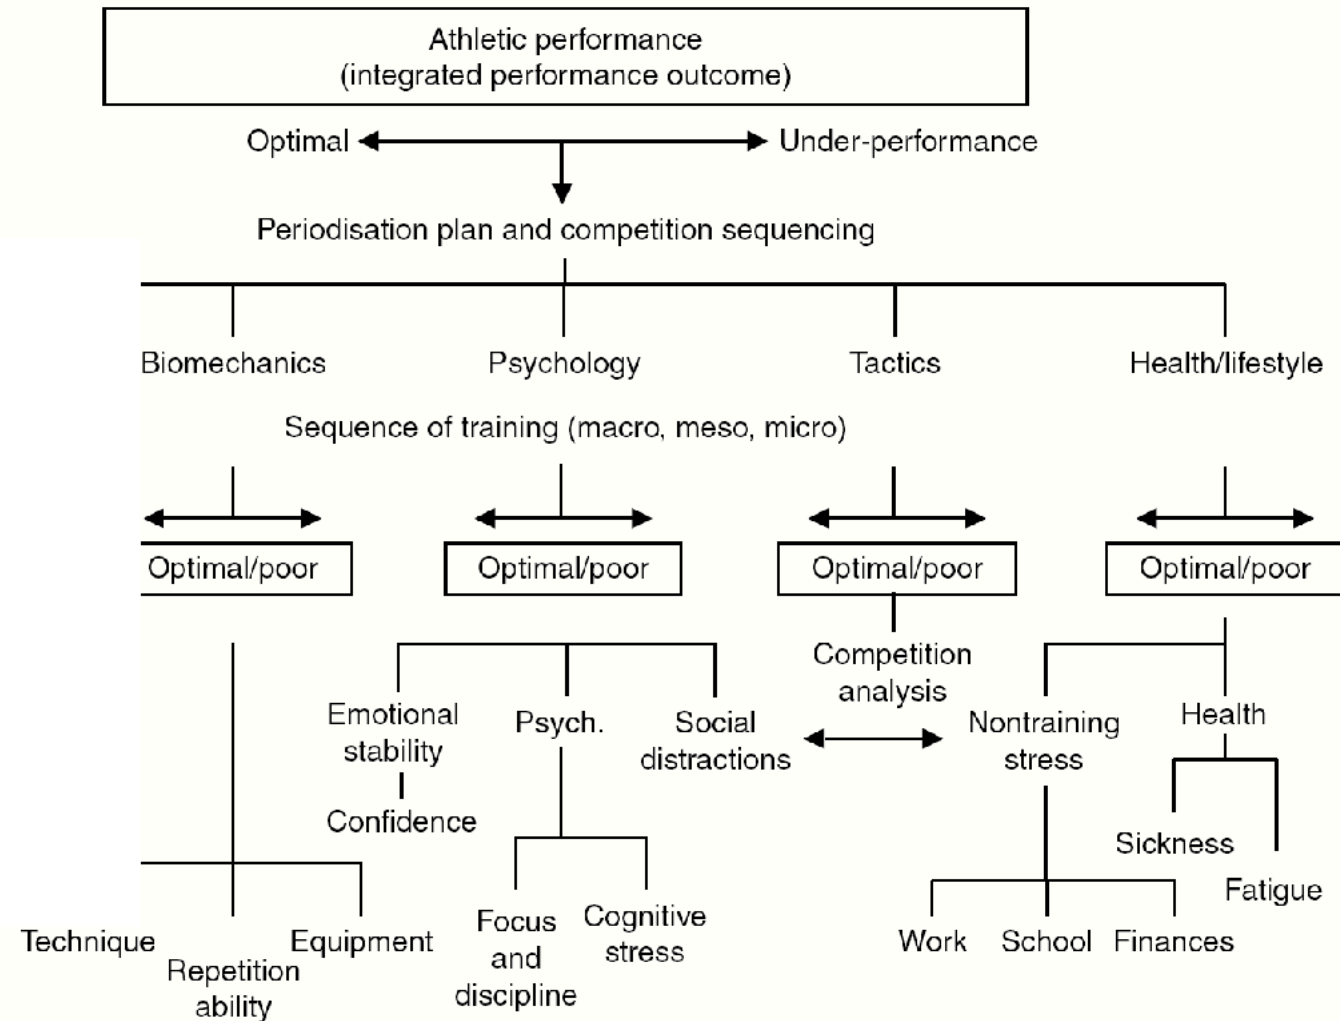 Athletic performance
(integrated performance outcome)
Optimal
Under-performance
Periodisation plan and competition sequencing
Biomechanics
Psychology
Tactics
Health/lifestyle
Sequence of training (macro, meso, micro)
Optimal/poor
Optimal/poor
Optimal/poor
Optimal/poor
Emotional
stability
Confidence
Psych.
Social
distractions
Competition
analysis
Nontraining
stress
Health
Sickness
Fatigue
Technique
Repetition
ability
Equipment
Focus
and
discipline
Cognitive
stress
Work
School
Finances